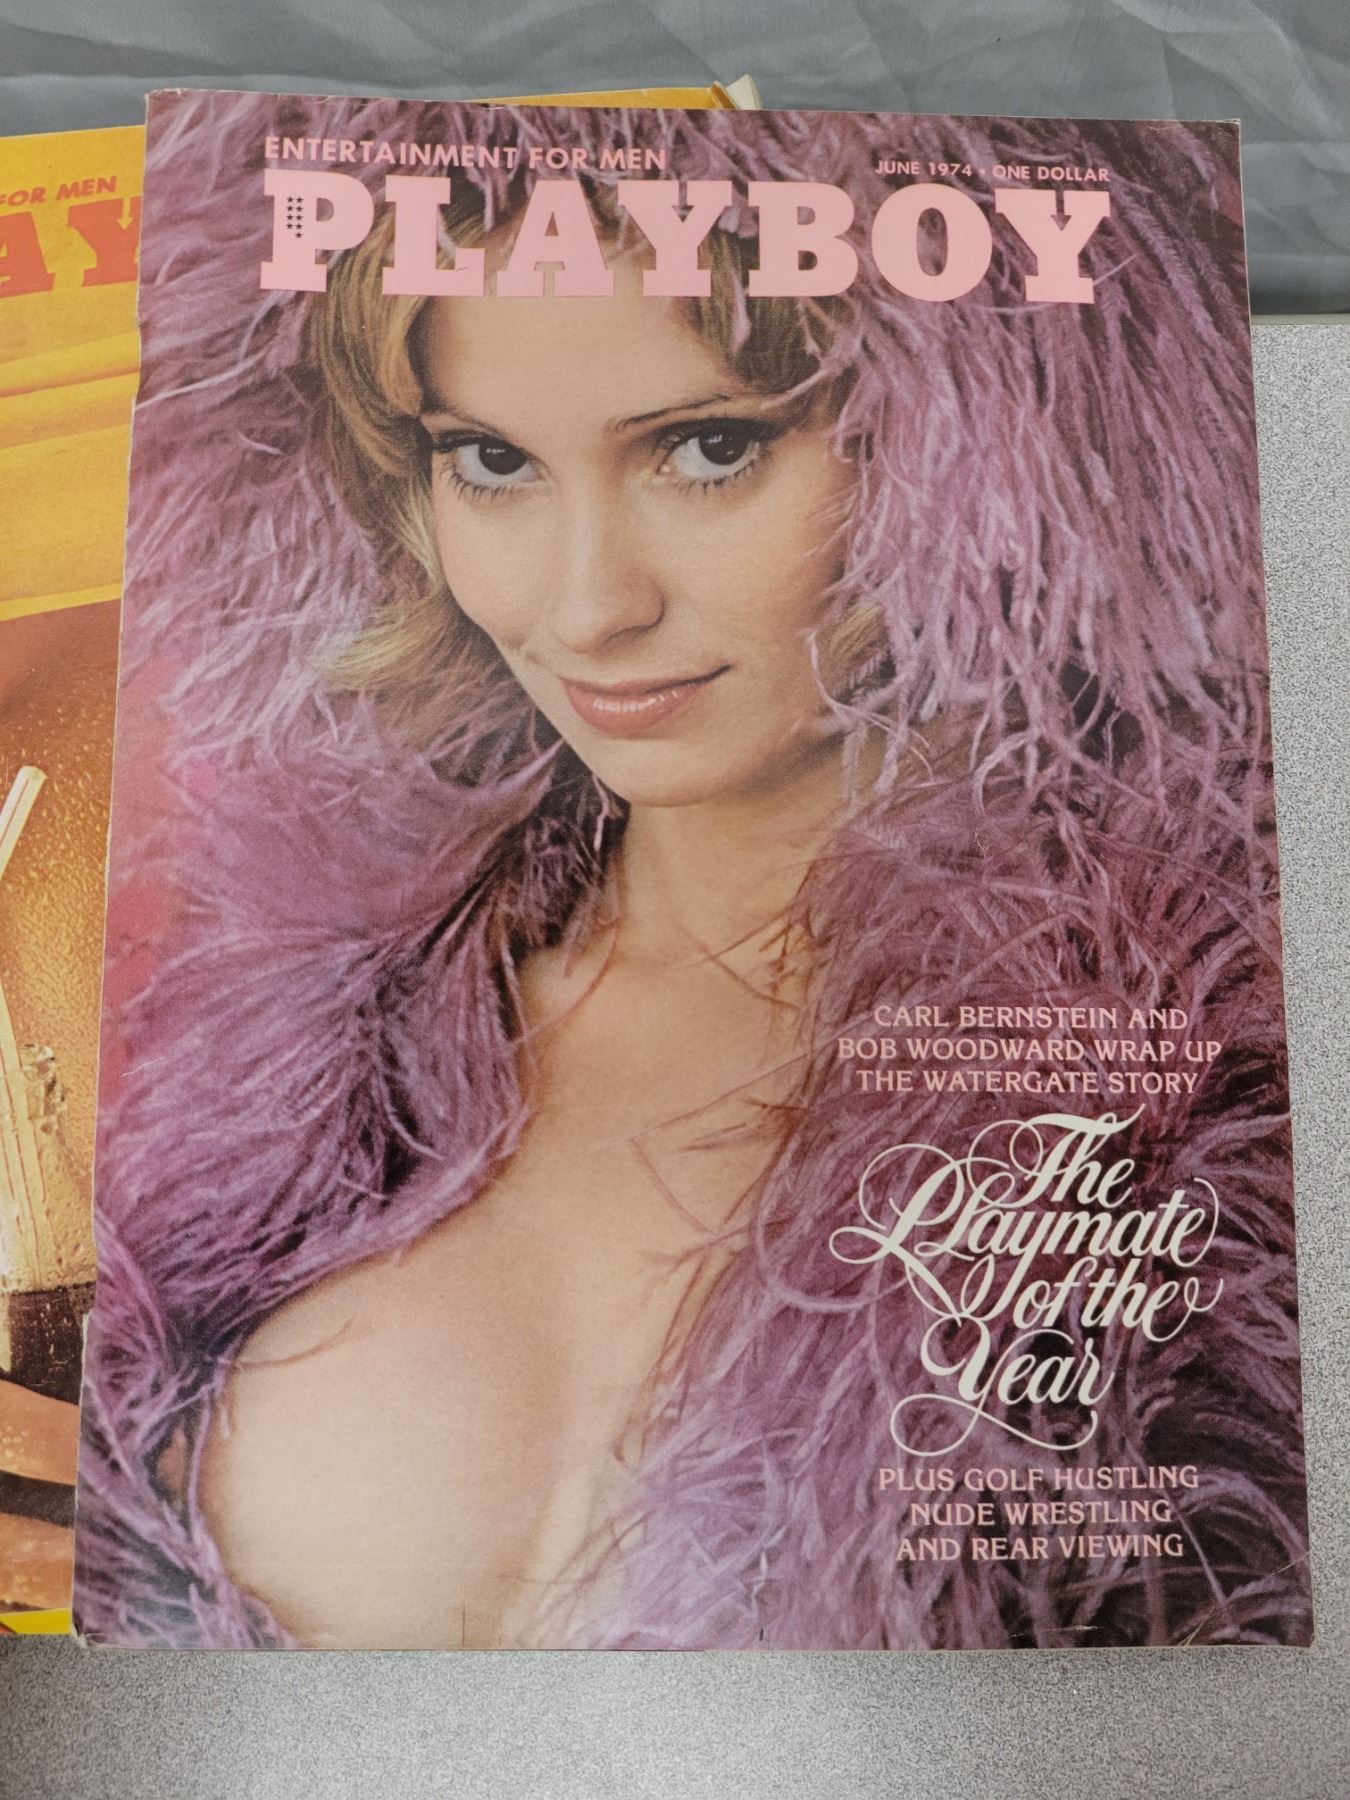 ENTERTAINMENT FOR MEN
JUNE 1974 • ONE DOLLAR
PLAYBOY
FOR MEN
AY
CARL BERNSTEIN AND
BOB WOODWARD WRAP UP
THE WATERGATE STORY
The
Playmate
of the
Year
PLUS GOLF HUSTLING
NUDE WRESTLING
AND REAR VIEWING